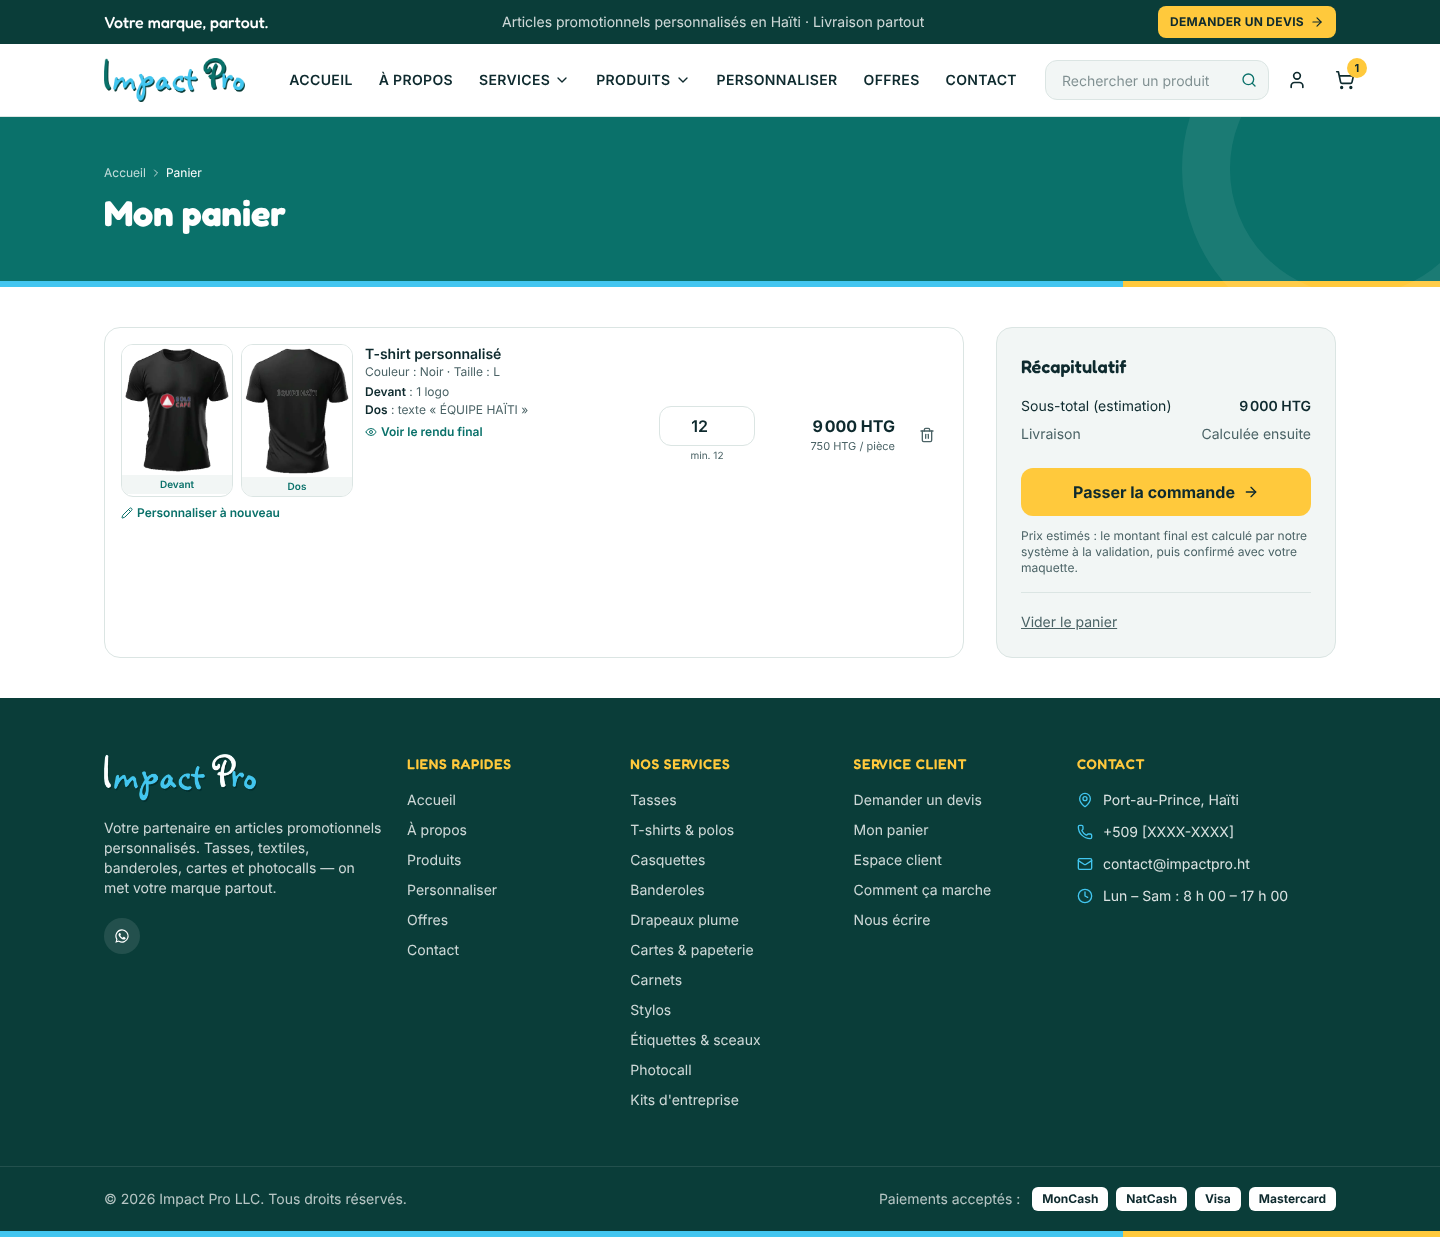 Votre marque, partout.
Articles promotionnels personnalisés en Haïti · Livraison partout
DEMANDER UN DEVIS
Impact Pro
ACCUEIL
À PROPOS
SERVICES
PRODUITS
PERSONNALISER
OFFRES
CONTACT
Rechercher un produit
1
Accueil
Panier
Mon panier
ÉQUIPE HAÏTI
Devant
Dos
Personnaliser à nouveau
T-shirt personnalisé
Couleur : Noir · Taille : L
Devant : 1 logo
Dos : texte « ÉQUIPE HAÏTI »
Voir le rendu final
12
min. 12
9 000 HTG
750 HTG / pièce
Récapitulatif
Sous-total (estimation) 9 000 HTG
Livraison Calculée ensuite
Passer la commande
Prix estimés : le montant final est calculé par notre
système à la validation, puis confirmé avec votre
maquette.
Vider le panier
Impact Pro
Votre partenaire en articles promotionnels
personnalisés. Tasses, textiles,
banderoles, cartes et photocalls — on
met votre marque partout.
LIENS RAPIDES
Accueil
À propos
Produits
Personnaliser
Offres
Contact
NOS SERVICES
Tasses
T-shirts & polos
Casquettes
Banderoles
Drapeaux plume
Cartes & papeterie
Carnets
Stylos
Étiquettes & sceaux
Photocall
Kits d'entreprise
SERVICE CLIENT
Demander un devis
Mon panier
Espace client
Comment ça marche
Nous écrire
CONTACT
Port-au-Prince, Haïti
+509 [XXXX-XXXX]
contact@impactpro.ht
Lun – Sam : 8 h 00 – 17 h 00
© 2026 Impact Pro LLC. Tous droits réservés.
Paiements acceptés :
MonCash
NatCash
Visa
Mastercard